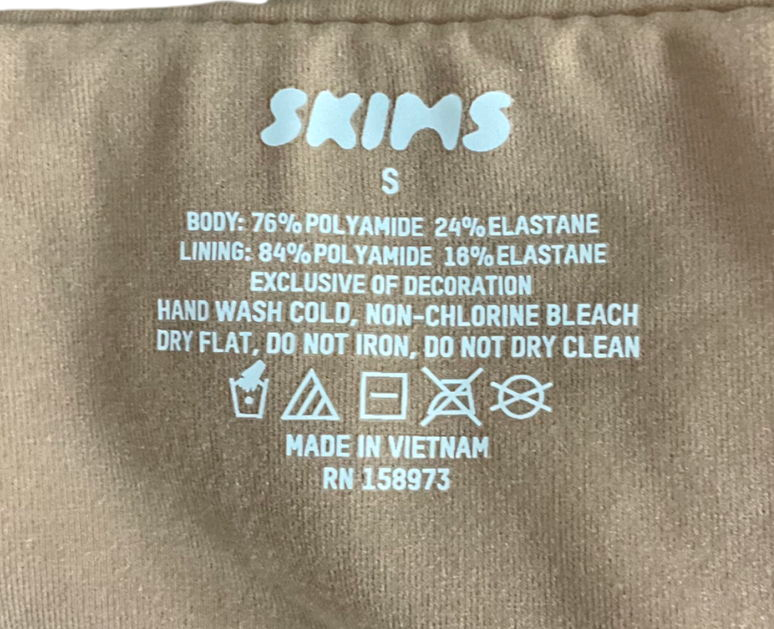 SKIMS
S
BODY: 76% POLYAMIDE 24% ELASTANE
LINING: 84% POLYAMIDE 16% ELASTANE
EXCLUSIVE OF DECORATION
HAND WASH COLD, NON-CHLORINE BLEACH
DRY FLAT, DO NOT IRON, DO NOT DRY CLEAN
MADE IN VIETNAM
RN 158973